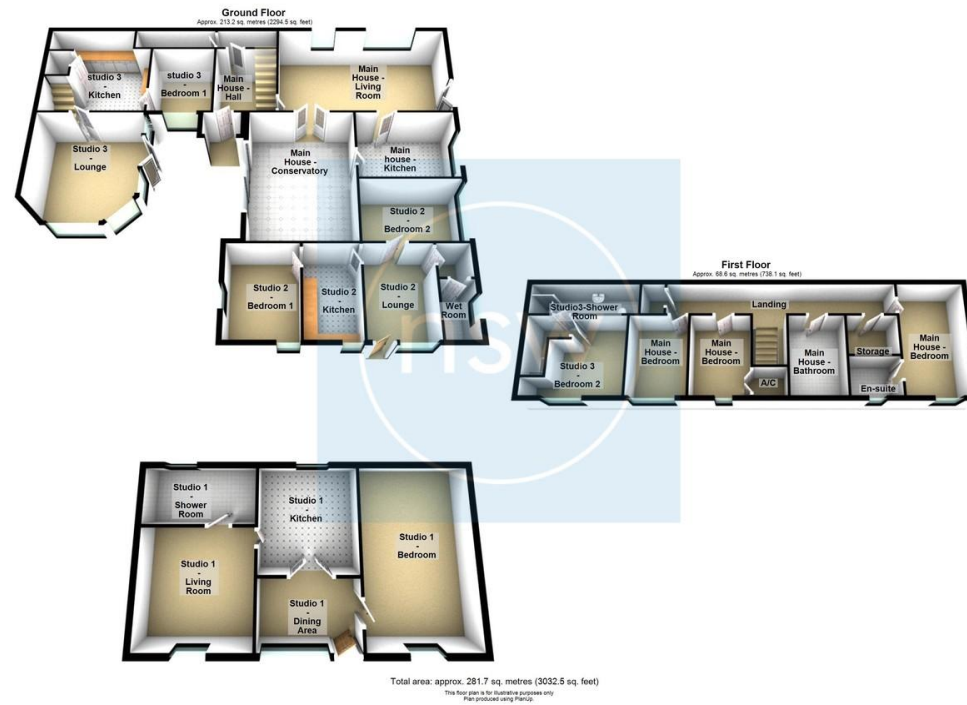 Ground Floor
Approx. 213.2 sq. metres (2294.5 sq. feet)
studio 3
-
Kitchen
studio 3
-
Bedroom 1
Main
House -
Hall
Main
House -
Living
Room
Studio 3
-
Lounge
Main
House -
Conservatory
Main
house -
Kitchen
Studio 2
-
Bedroom 2
Studio 2
-
Bedroom 1
Studio 2
-
Kitchen
Studio 2
-
Lounge
Wet
Room
First Floor
Approx. 68.6 sq. metres (738.1 sq. feet)
Studio3-Shower
Room
Landing
Studio 3
-
Bedroom 2
Main
House -
Bedroom
Main
House -
Bedroom
A/C
Main
House -
Bathroom
Storage
En-suite
Main
House -
Bedroom
Studio 1
-
Shower
Room
Studio 1
-
Kitchen
Studio 1
-
Bedroom
Studio 1
-
Living
Room
Studio 1
-
Dining
Area
Total area: approx. 281.7 sq. metres (3032.5 sq. feet)
This floor plan is for illustrative purposes only
Plan produced using PlanUp.